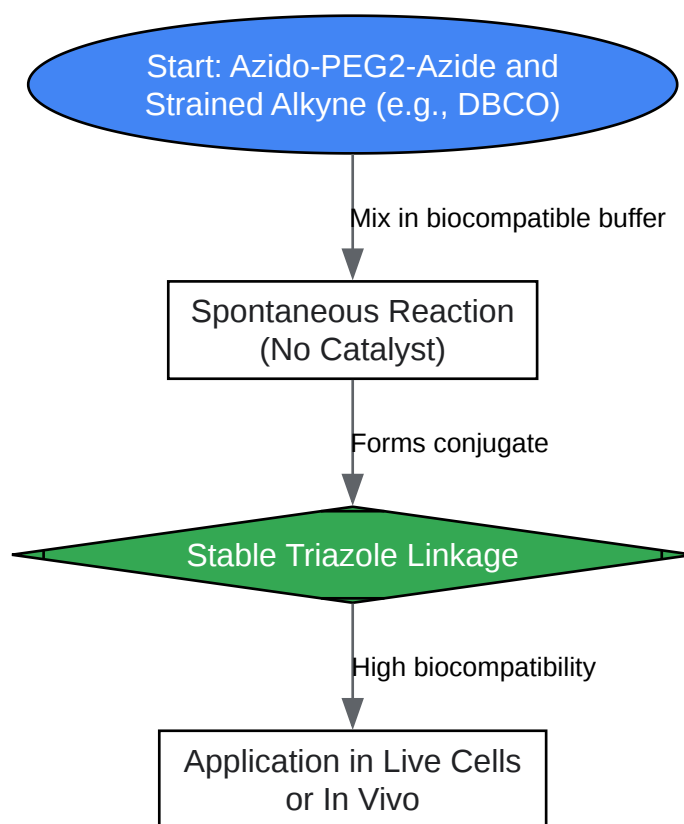 Start: Azido-PEG2-Azide and
Strained Alkyne (e.g., DBCO)
Mix in biocompatible buffer
Spontaneous Reaction
(No Catalyst)
Forms conjugate
Stable Triazole Linkage
High biocompatibility
Application in Live Cells
or In Vivo